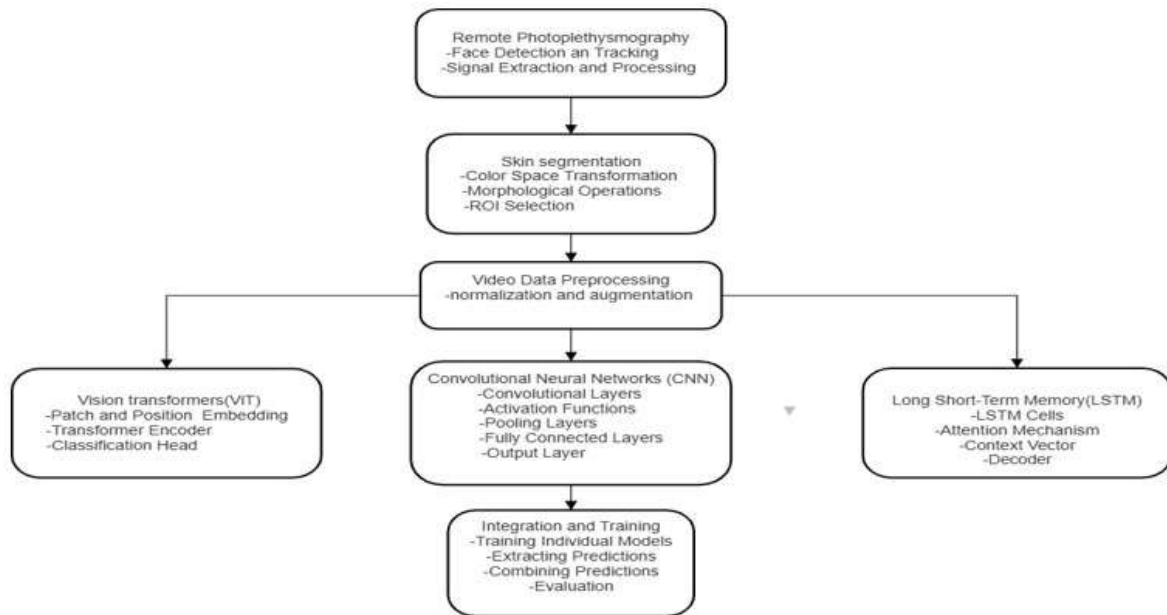 Remote Photoplethysmography
-Face Detection an Tracking
-Signal Extraction and Processing
Skin segmentation
-Color Space Transformation
-Morphological Operations
-ROI Selection
Video Data Preprocessing
-normalization and augmentation
Vision transformers(ViT)
-Patch and Position Embedding
-Transformer Encoder
-Classification Head
Convolutional Neural Networks (CNN)
-Convolutional Layers
-Activation Functions
-Pooling Layers
-Fully Connected Layers
-Output Layer
Long Short-Term Memory(LSTM)
-LSTM Cells
-Attention Mechanism
-Context Vector
-Decoder
Integration and Training
-Training Individual Models
-Extracting Predictions
-Combining Predictions
-Evaluation